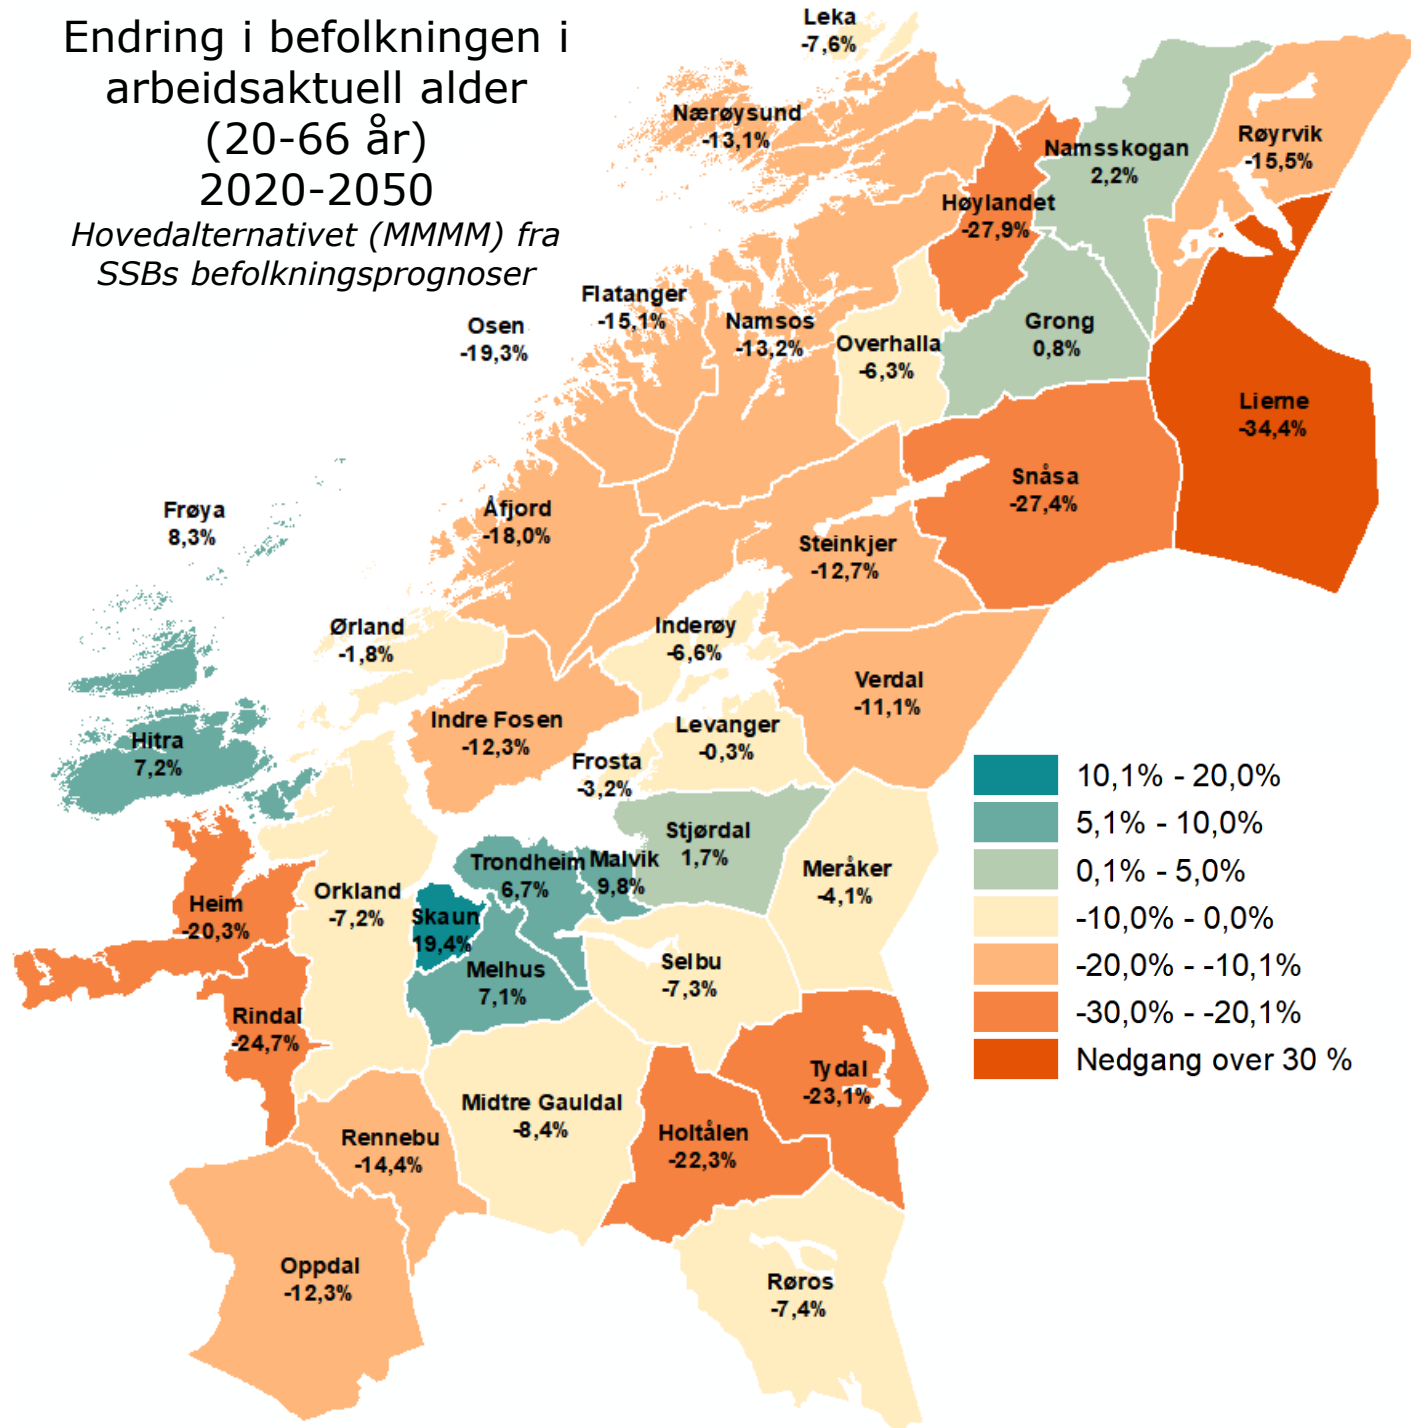 Endring i befolkningen i
arbeidsaktuell alder
(20-66 år)
2020-2050
Hovedalternativet (MMMM) fra
SSBs befolkningsprognoser
Leka
-7,6%
Nærøysund
-13,1%
Namsskogan
2,2%
Røyrvik
-15,5%
Høylandet
-27,9%
Flatanger
-15,1%
Osen
-19,3%
Namsos
-13,2%
Overhalla
-6,3%
Grong
0,8%
Lierne
-34,4%
Snåsa
-27,4%
Frøya
8,3%
Åfjord
-18,0%
Steinkjer
-12,7%
Ørland
-1,8%
Inderøy
-6,6%
Verdal
-11,1%
Indre Fosen
-12,3%
Levanger
-0,3%
Hitra
7,2%
Frosta
-3,2%
Stjørdal
1,7%
Trondheim
6,7%
Malvik
9,8%
Meråker
-4,1%
Heim
-20,3%
Orkland
-7,2%
Skaun
19,4%
Melhus
7,1%
Selbu
-7,3%
Rindal
-24,7%
Tydal
-23,1%
Midtre Gauldal
-8,4%
Holtålen
-22,3%
Rennebu
-14,4%
Oppdal
-12,3%
Røros
-7,4%
10,1% - 20,0%
5,1% - 10,0%
0,1% - 5,0%
-10,0% - 0,0%
-20,0% - -10,1%
-30,0% - -20,1%
Nedgang over 30 %